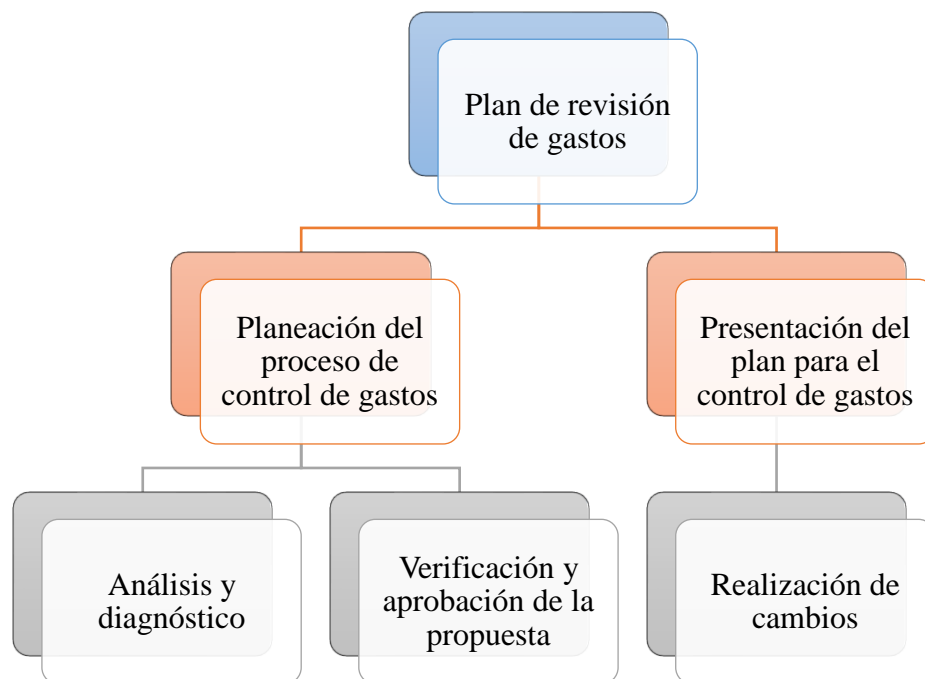 Plan de revisión
de gastos
Planeación del
proceso de
control de gastos
Presentación del
plan para el
control de gastos
Análisis y
diagnóstico
Verificación y
aprobación de la
propuesta
Realización de
cambios